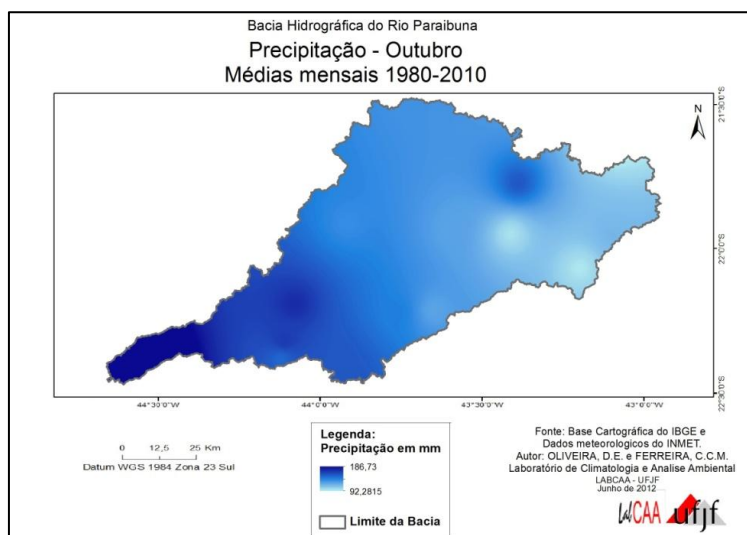 Bacia Hidrográfica do Rio Paraibuna
Precipitação - Outubro
Médias mensais 1980-2010
N
21°30'0"S
22°0'0"S
22°30'0"S
44°30'0"W
44°0'0"W
43°30'0"W
43°0'0"W
0 12,5 25 Km
Datum WGS 1984 Zona 23 Sul
Legenda:
Precipitação em mm
186,73
92,2815
Limite da Bacia
Fonte: Base Cartográfica do IBGE e
Dados meteorologicos do INMET.
Autor: OLIVEIRA, D.E. e FERREIRA, C.C.M.
Laboratório de Climatologia e Analise Ambiental
LABCAA - UFJF
Junho de 2012
LabCAA ufjf